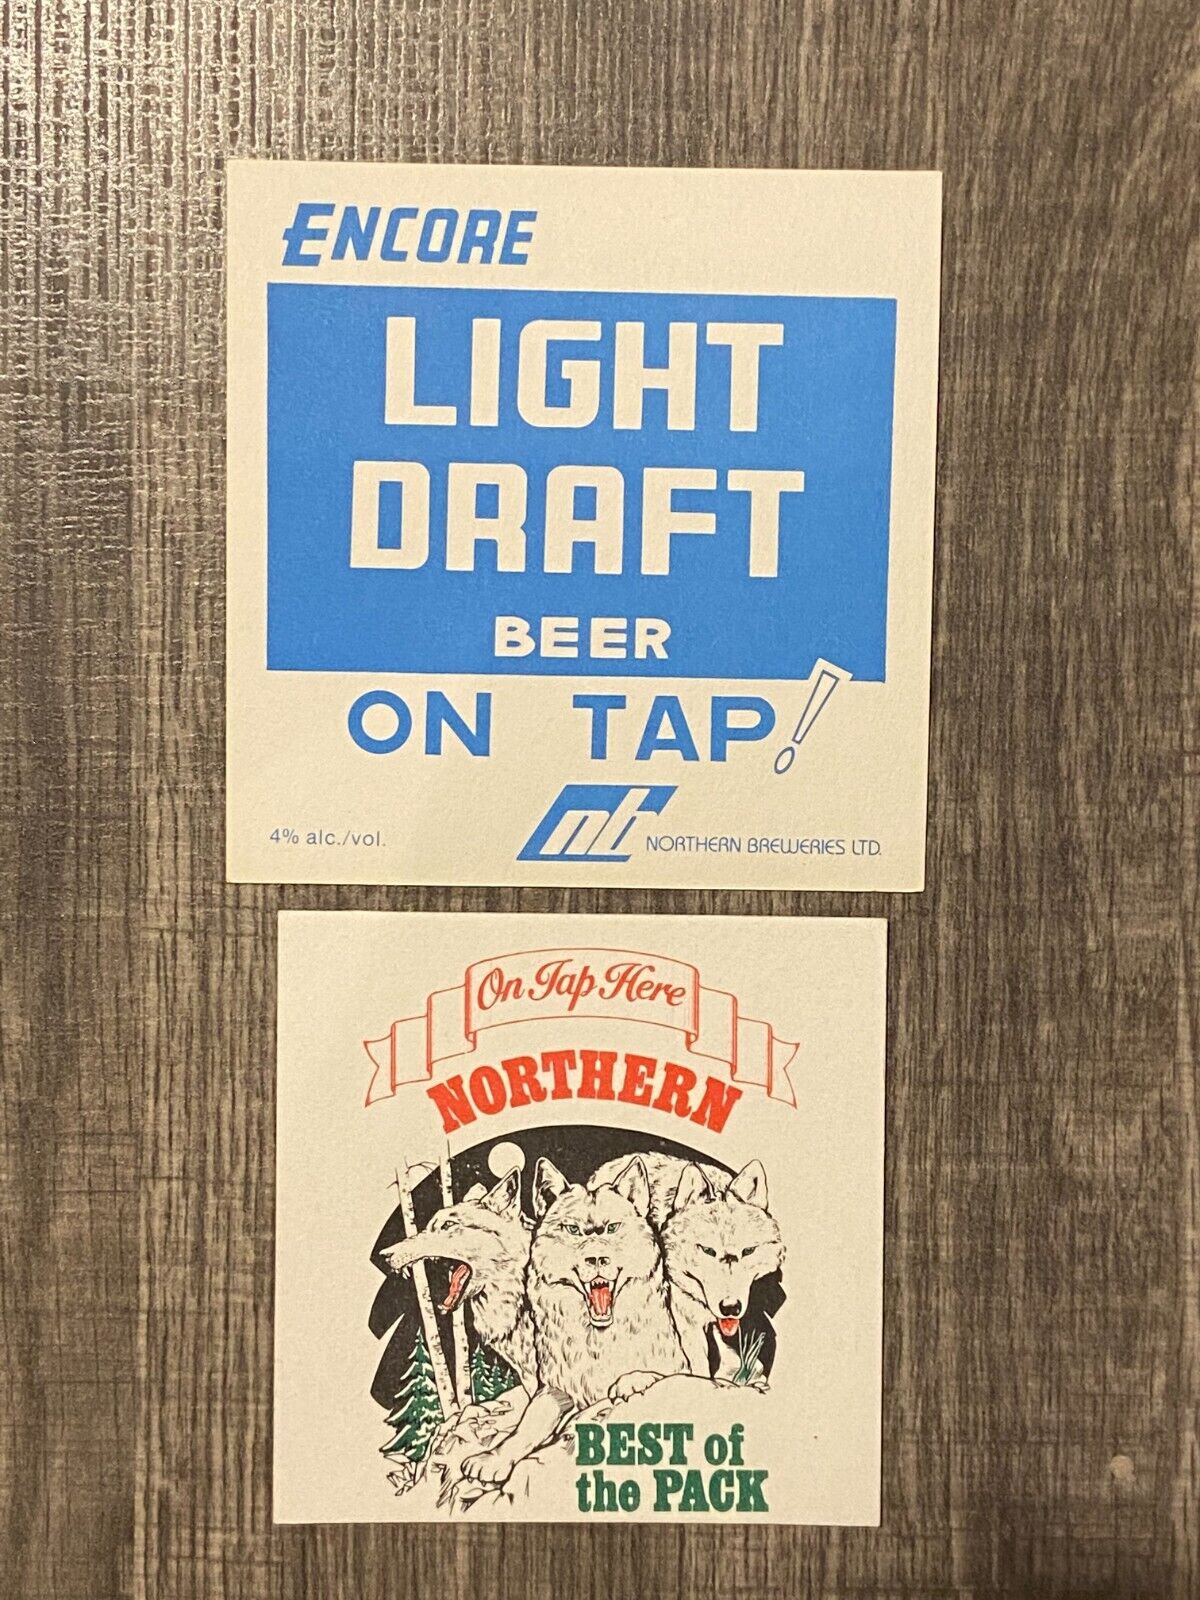 ENCORE
LIGHT
DRAFT
BEER
ON TAP!
4% alc./vol.
nb NORTHERN BREWERIES LTD.
On Tap Here
NORTHERN
BEST of
the PACK